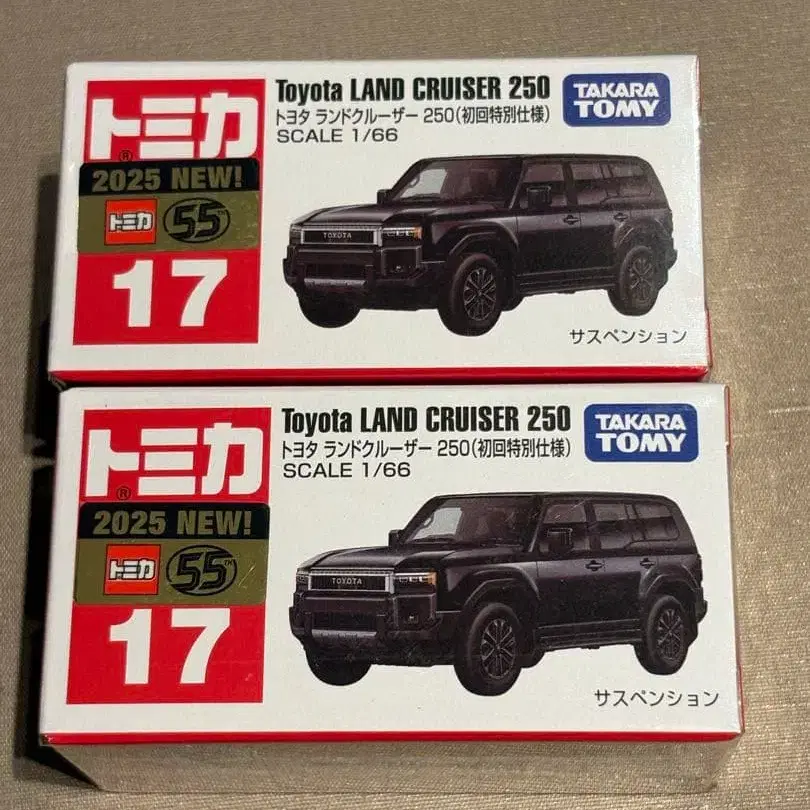 Toyota LAND CRUISER 250
トヨタ ランドクルーザー 250(初回特別仕様)
SCALE 1/66
TAKARA
TOMY
トミカ
®
2025 NEW!
トミカ 55™
17
TOYOTA
サスペンション
Toyota LAND CRUISER 250
トヨタ ランドクルーザー 250(初回特別仕様)
SCALE 1/66
TAKARA
TOMY
トミカ
®
2025 NEW!
トミカ 55™
17
TOYOTA
サスペンション